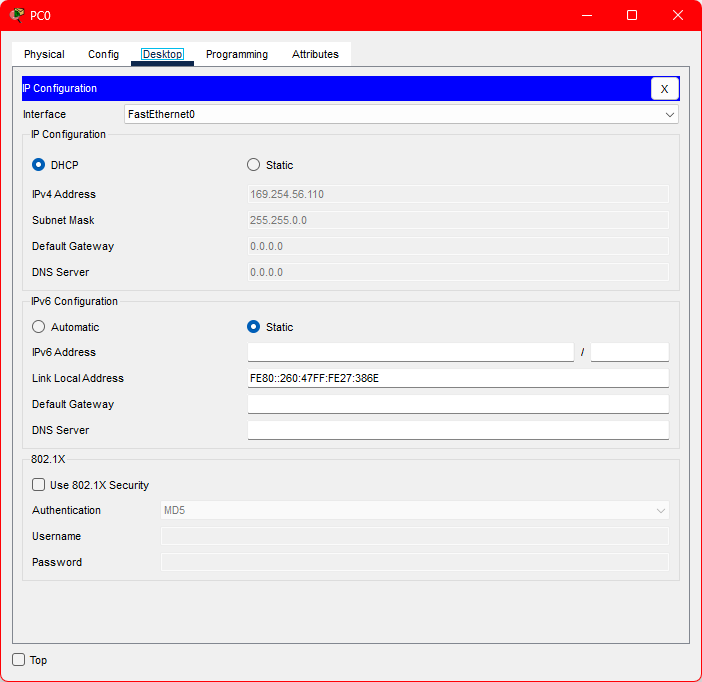 PC0
Physical Config Desktop Programming Attributes
IP Configuration X
Interface FastEthernet0
IP Configuration
DHCP Static
IPv4 Address 169.254.56.110
Subnet Mask 255.255.0.0
Default Gateway 0.0.0.0
DNS Server 0.0.0.0
IPv6 Configuration
Automatic Static
IPv6 Address /
Link Local Address FE80::260:47FF:FE27:386E
Default Gateway
DNS Server
802.1X
Use 802.1X Security
Authentication MD5
Username
Password
Top